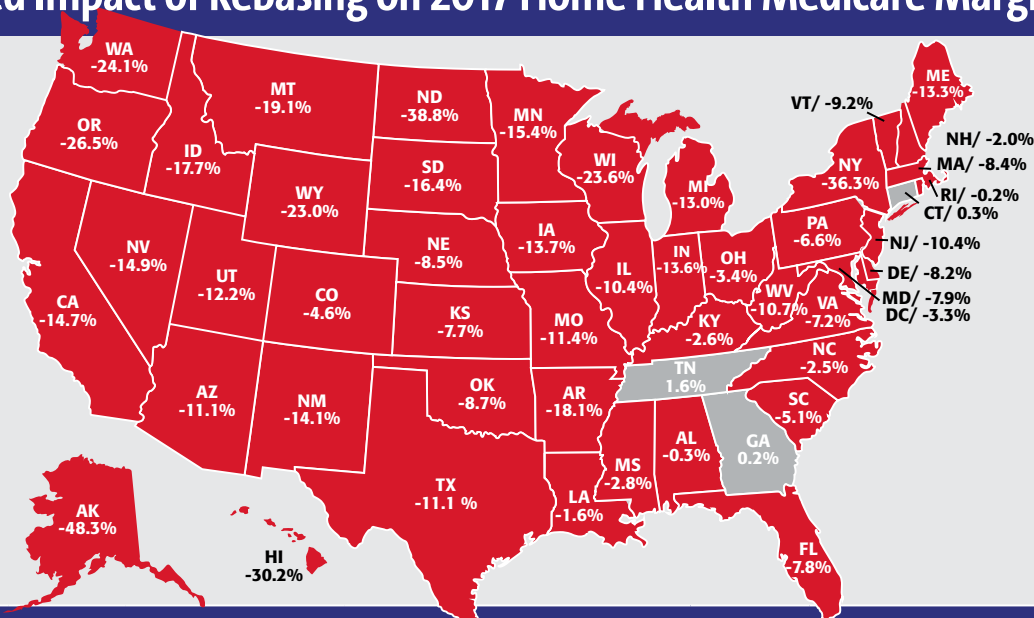 Impact of Rebasing on 2017 Home Health Medicare
WA
-24.1%
OR
-26.5%
ID
-17.7%
MT
-19.1%
ND
-38.8%
MN
-15.4%
SD
-16.4%
WI
-23.6%
MI
-13.0%
WY
-23.0%
NE
-8.5%
IA
-13.7%
NV
-14.9%
UT
-12.2%
CO
-4.6%
KS
-7.7%
MO
-11.4%
IL
-10.4%
IN
-13.6%
OH
-3.4%
CA
-14.7%
AZ
-11.1%
NM
-14.1%
OK
-8.7%
AR
-18.1%
KY
-2.6%
WV
-10.7%
VA
-7.2%
TN
1.6%
NC
-2.5%
SC
-5.1%
GA
0.2%
AL
-0.3%
MS
-2.8%
LA
-1.6%
TX
-11.1 %
FL
-7.8%
AK
-48.3%
HI
-30.2%
PA
-6.6%
NY
-36.3%
VT/ -9.2%
ME
-13.3%
NH/ -2.0%
MA/ -8.4%
RI/ -0.2%
CT/ 0.3%
NJ/ -10.4%
DE/ -8.2%
MD/ -7.9%
DC/ -3.3%